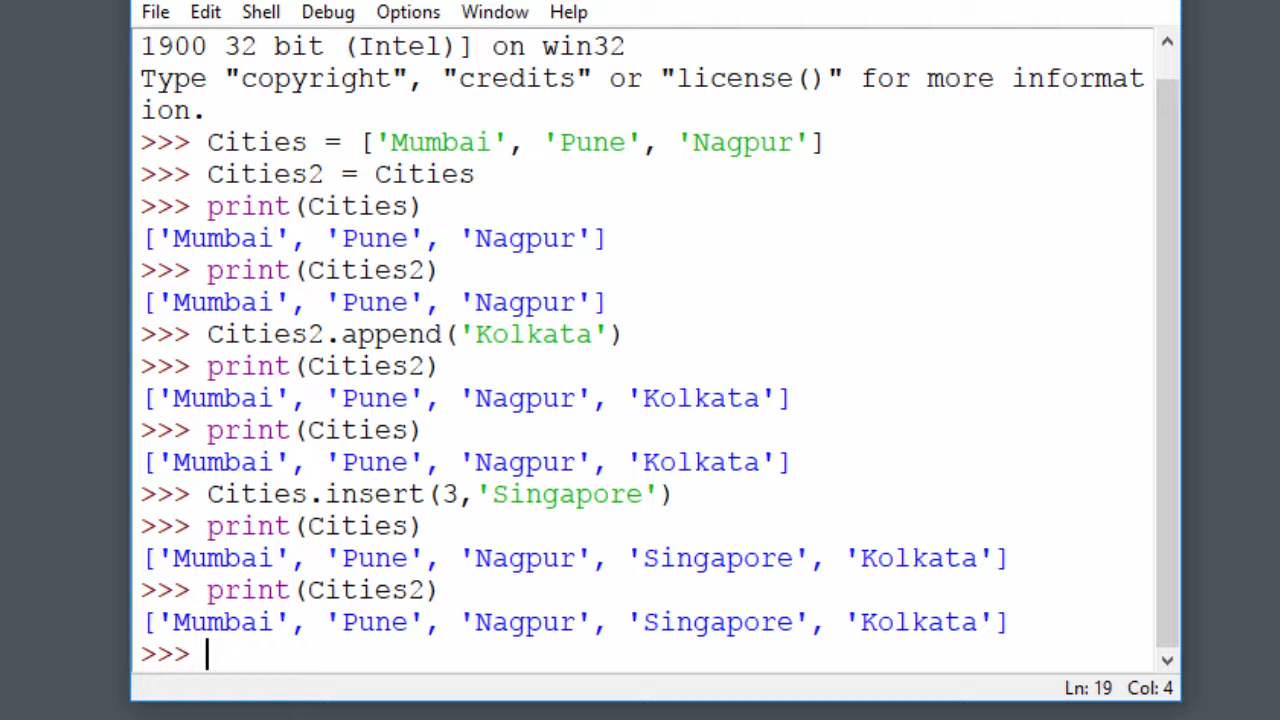 File Edit Shell Debug Options Window Help
1900 32 bit (Intel)] on win32
Type "copyright", "credits" or "license()" for more informat
ion.
>>> Cities = ['Mumbai', 'Pune', 'Nagpur']
>>> Cities2 = Cities
>>> print(Cities)
['Mumbai', 'Pune', 'Nagpur']
>>> print(Cities2)
['Mumbai', 'Pune', 'Nagpur']
>>> Cities2.append('Kolkata')
>>> print(Cities2)
['Mumbai', 'Pune', 'Nagpur', 'Kolkata']
>>> print(Cities)
['Mumbai', 'Pune', 'Nagpur', 'Kolkata']
>>> Cities.insert(3,'Singapore')
>>> print(Cities)
['Mumbai', 'Pune', 'Nagpur', 'Singapore', 'Kolkata']
>>> print(Cities2)
['Mumbai', 'Pune', 'Nagpur', 'Singapore', 'Kolkata']
>>>
Ln: 19 Col: 4